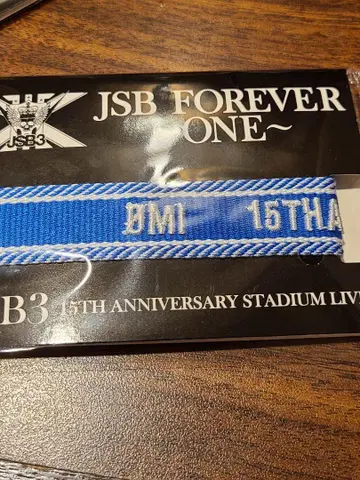 JSB3
JSB FOREVER
ONE~
ØMI 15THA
B3 15TH ANNIVERSARY STADIUM LIV